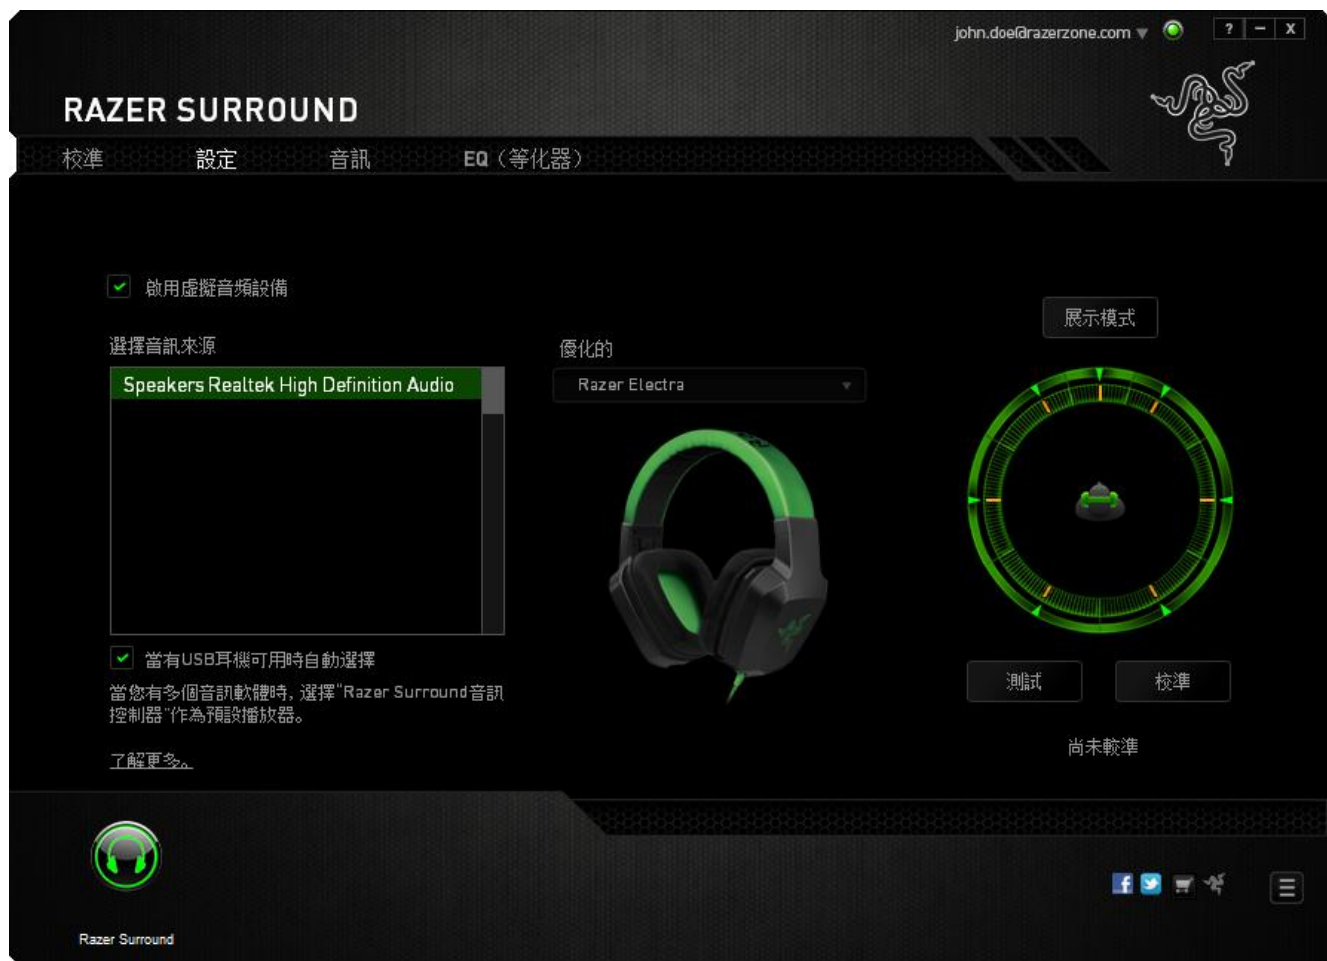 john.doe@razerzone.com
? – X
RAZER SURROUND
校準 設定 音訊 EQ（等化器）
啟用虛擬音頻設備
展示模式
選擇音訊來源
優化的
Speakers Realtek High Definition Audio
Razer Electra
當有USB耳機可用時自動選擇
當您有多個音訊軟體時, 選擇"Razer Surround音訊
控制器"作為預設播放器。
測試 校準
尚未較準
了解更多。
Razer Surround